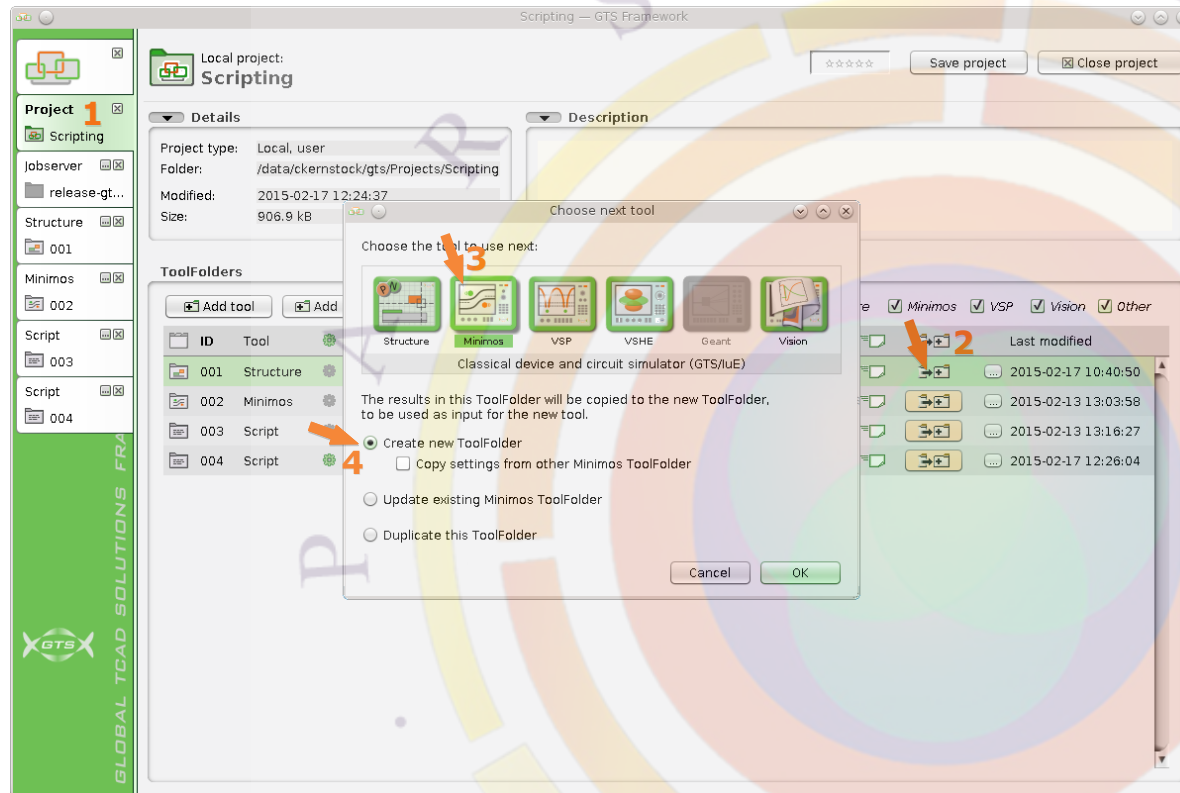 Scripting — GTS Framework
Local project:
Scripting
Save project
Close project
Project
1
Scripting
Jobserver
release-gt...
Structure
001
Minimos
002
Script
003
Script
004
Details
Project type: Local, user
Folder: /data/ckernstock/gts/Projects/Scripting
Modified: 2015-02-17 12:24:37
Size: 906.9 kB
Description
ToolFolders
Add tool
Add
Minimos
VSP
Vision
Other
ID Tool
2
Last modified
001 Structure
... 2015-02-17 10:40:50
002 Minimos
... 2015-02-13 13:03:58
003 Script
... 2015-02-13 13:16:27
004 Script
... 2015-02-17 12:26:04
Choose next tool
Choose the tool to use next:
3
PN
Structure
Minimos
VSP
VSHE
Geant
Vision
Classical device and circuit simulator (GTS/IuE)
The results in this ToolFolder will be copied to the new ToolFolder,
to be used as input for the new tool.
4
Create new ToolFolder
Copy settings from other Minimos ToolFolder
Update existing Minimos ToolFolder
Duplicate this ToolFolder
Cancel
OK
GTS
GLOBAL TCAD SOLUTIONS